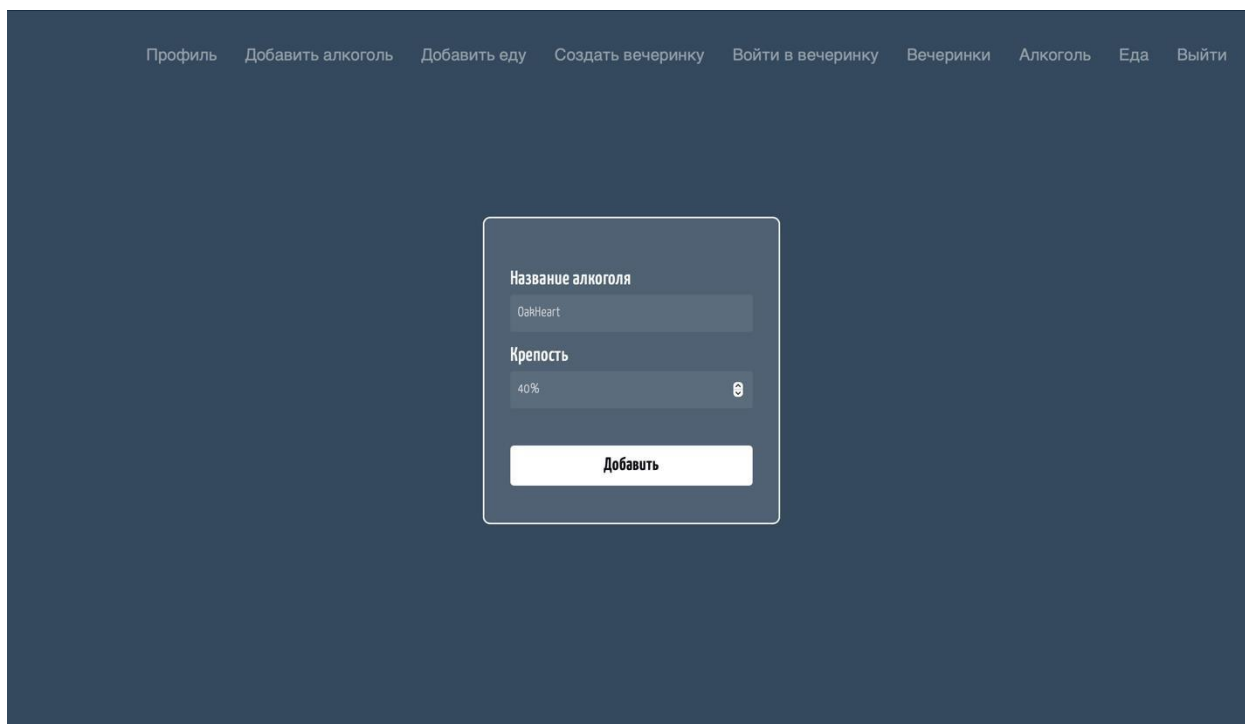 Профиль Добавить алкоголь Добавить еду Создать вечеринку Войти в вечеринку Вечеринки Алкоголь Еда Выйти
Название алкоголя
OakHeart
Крепость
40%
Добавить